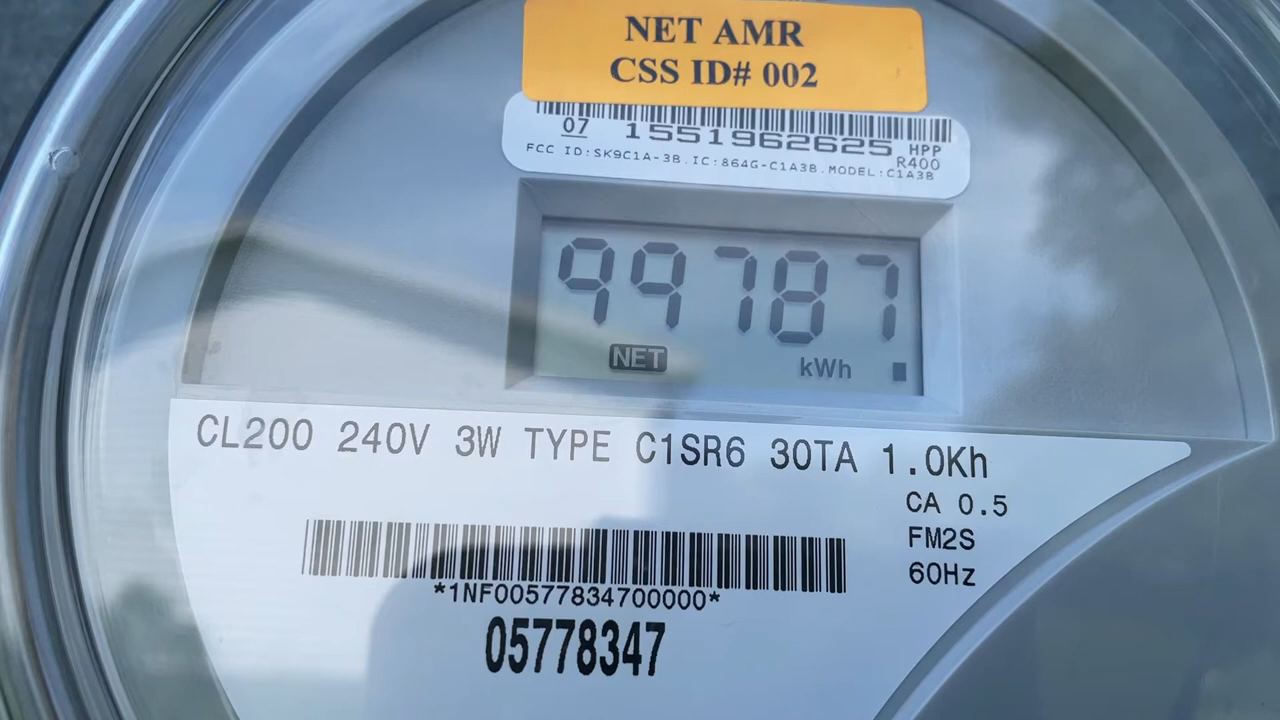 NET AMR
CSS ID# 002
07 1551962625 HPP
R400
FCC ID:SK9C1A-3B.IC:864G-C1A3B.MODEL:C1A3B
99787
NET kWh
CL200 240V 3W TYPE C1SR6 30TA 1.0Kh
CA 0.5
FM2S
60Hz
*1NF00577834700000*
05778347